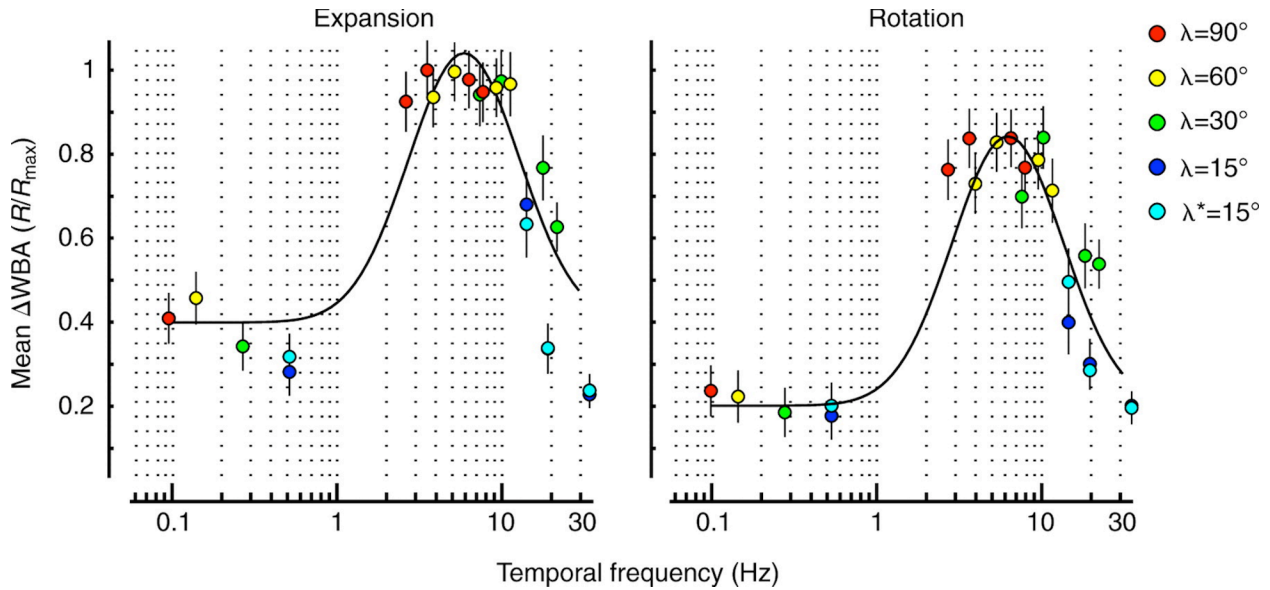 Expansion
Rotation
Mean ΔWBA (R/Rmax)
1
0.8
0.6
0.4
0.2
0.1 1 10 30
0.1 1 10 30
Temporal frequency (Hz)
λ=90°
λ=60°
λ=30°
λ=15°
λ*=15°